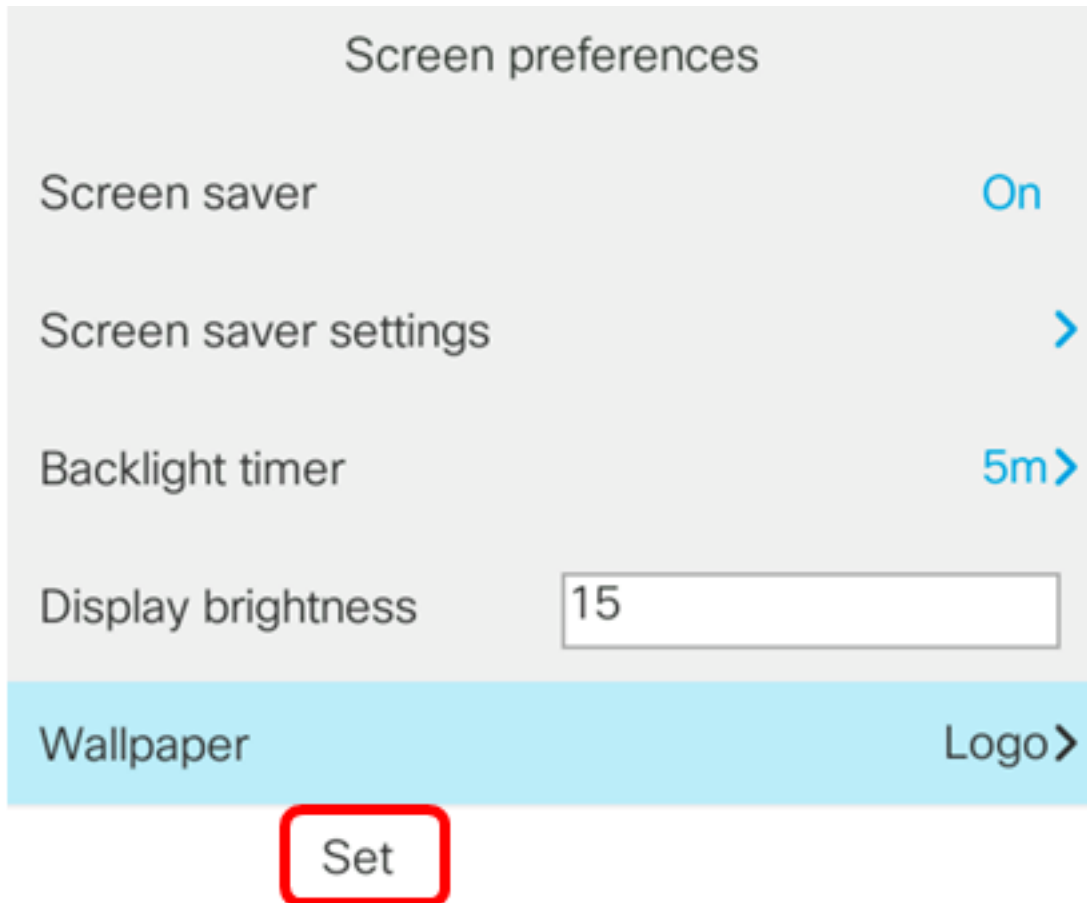 Screen preferences
Screen saver On
Screen saver settings
Backlight timer 5m
Display brightness 15
Wallpaper Logo
Set